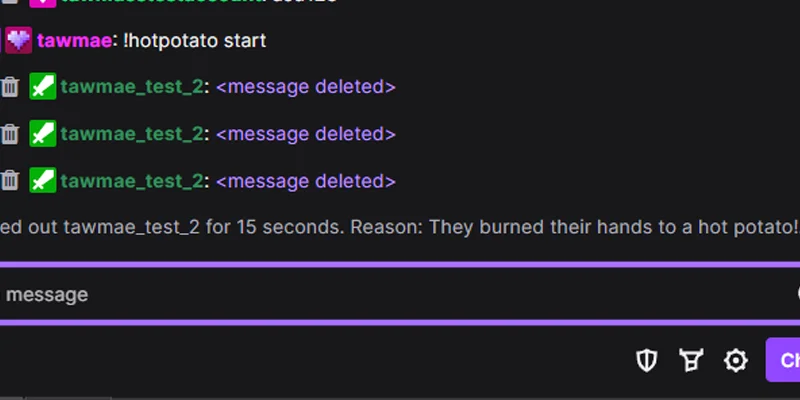 tawmae: !hotpotato start
tawmae_test_2: <message deleted>
tawmae_test_2: <message deleted>
tawmae_test_2: <message deleted>
ed out tawmae_test_2 for 15 seconds. Reason: They burned their hands to a hot potato!
message
Ch